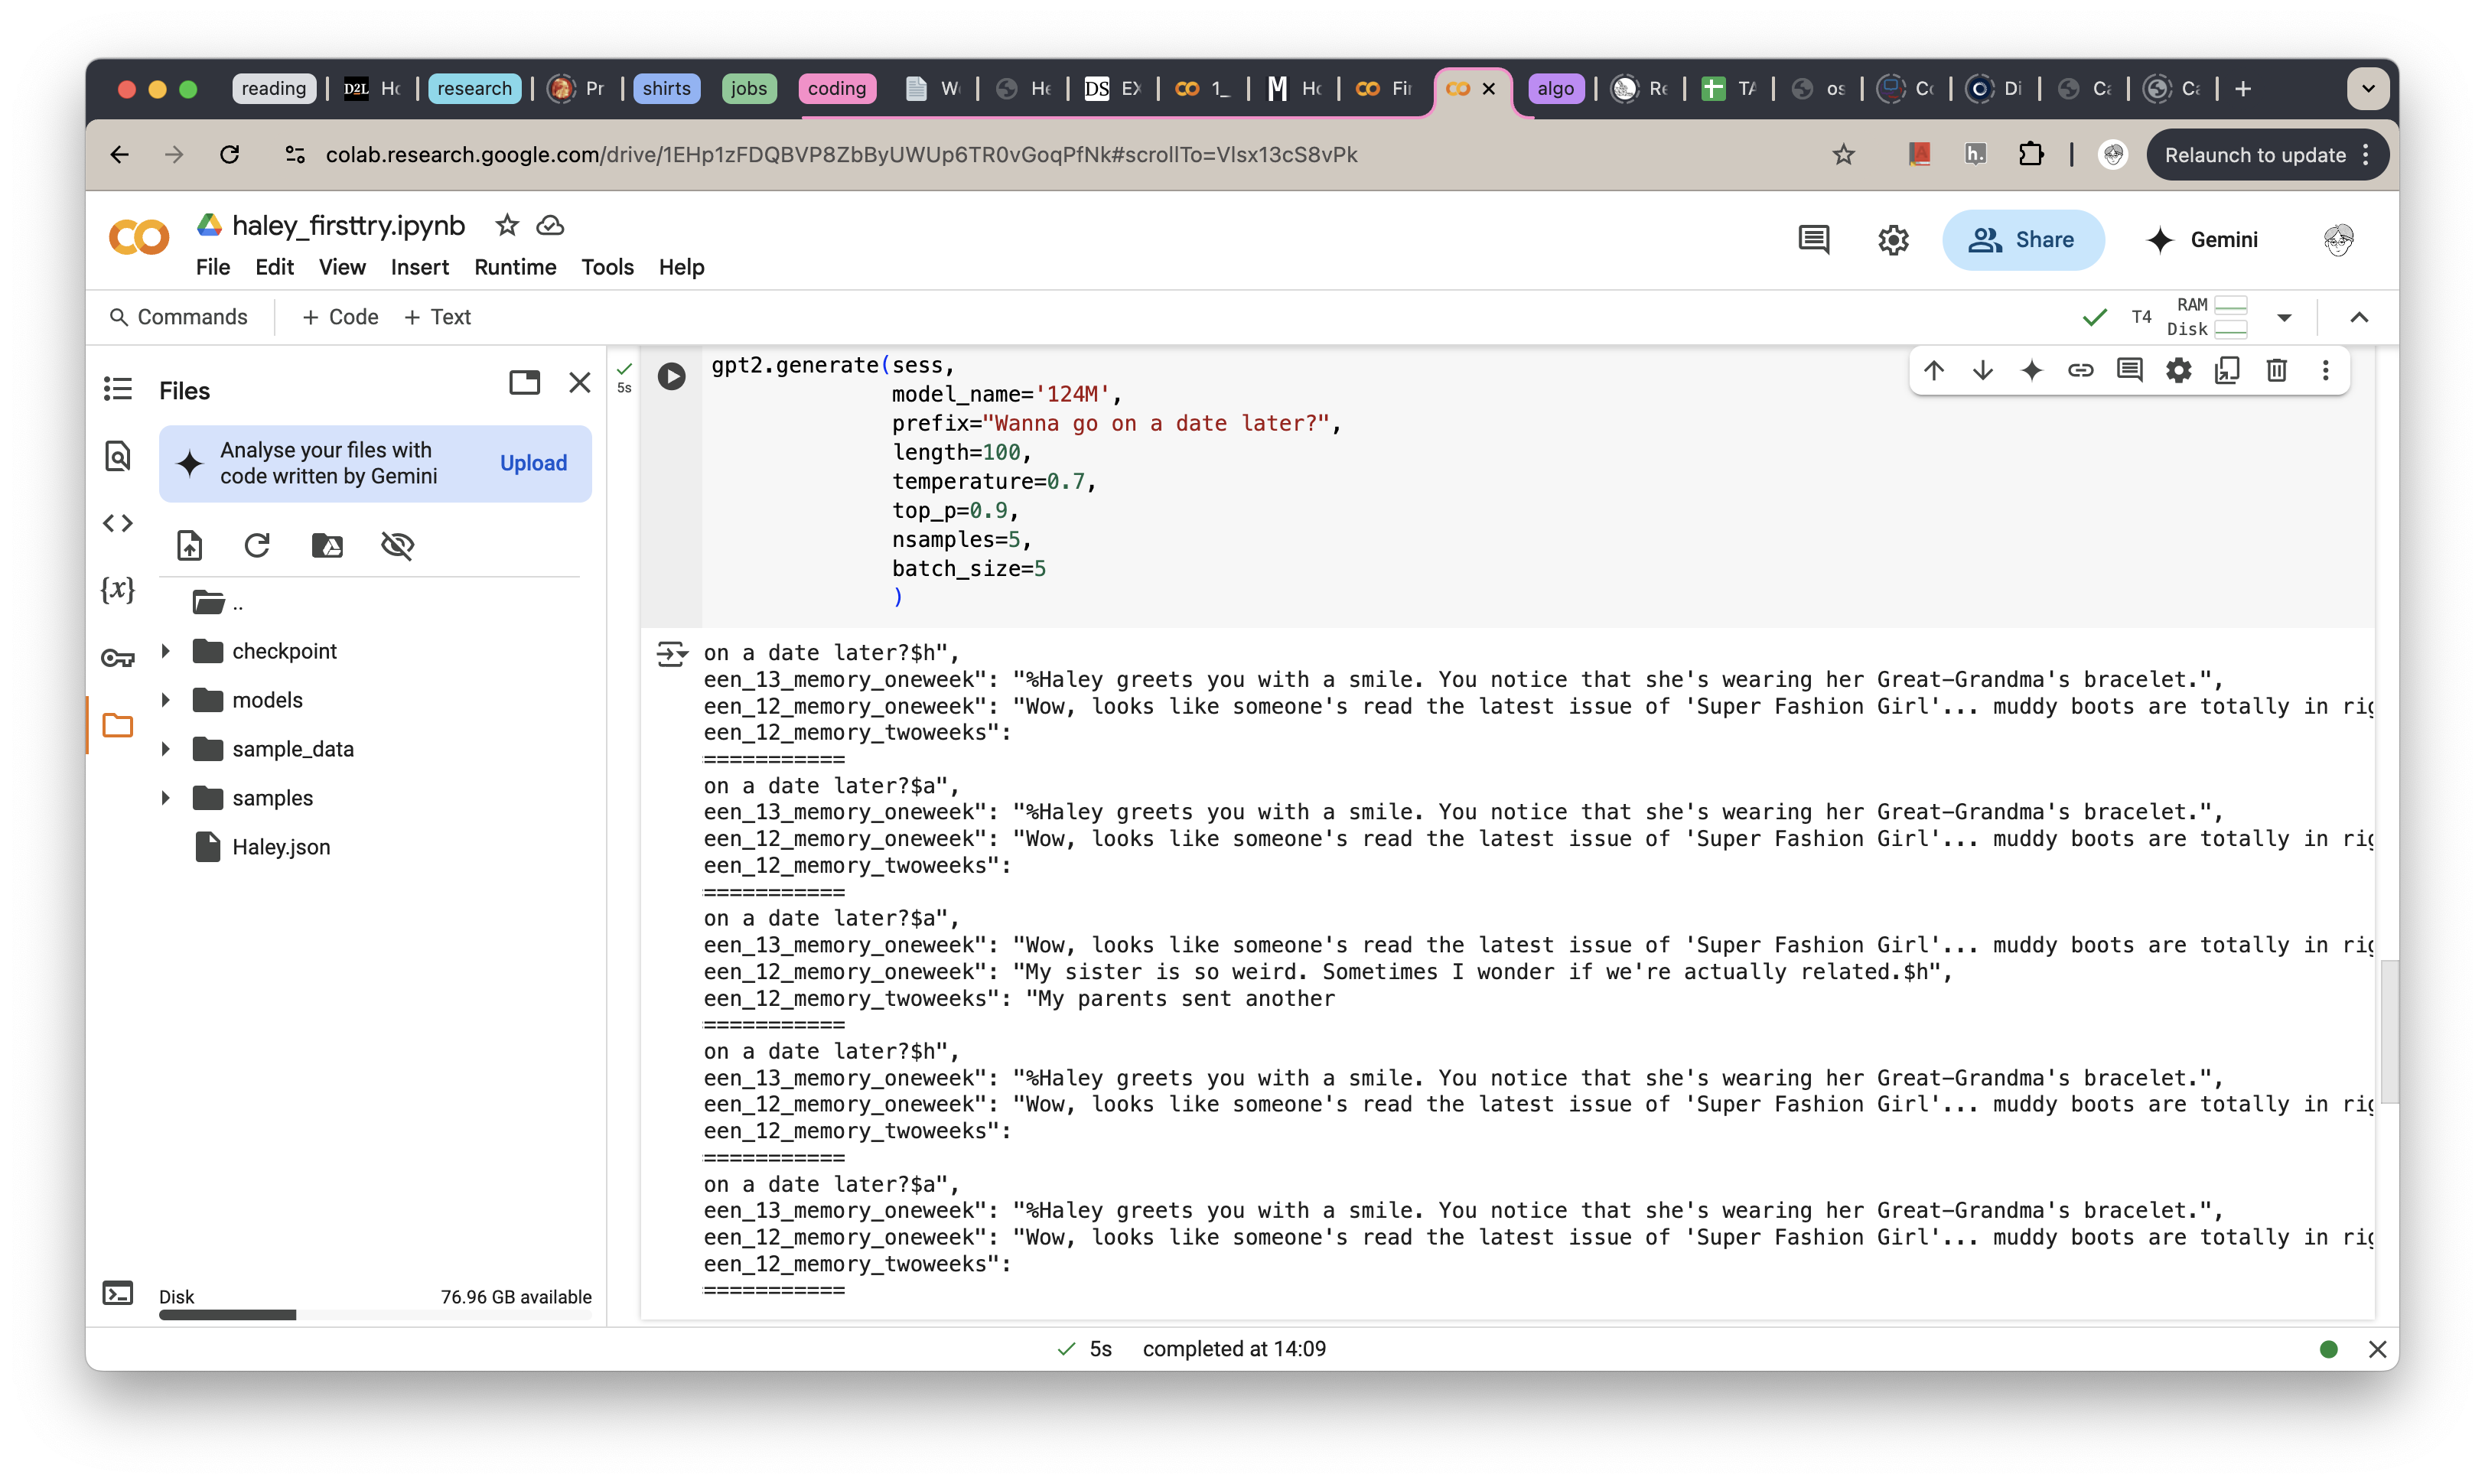 reading
D2L
Hc
research
Pr
shirts
jobs
coding
W
He
DS
EX
1_
M
Hc
Fi
algo
Re
TA
os
Cc
Di
Ca
Ca
colab.research.google.com/drive/1EHp1zFDQBVP8ZbByUWUp6TR0vGoqPfNk#scrollTo=Vlsx13cS8vPk
h.
Relaunch to update
haley_firsttry.ipynb
File Edit View Insert Runtime Tools Help
Share
Gemini
Commands
+ Code + Text
T4
RAM
Disk
Files
Analyse your files with
code written by Gemini
Upload
{x}
..
checkpoint
models
sample_data
samples
Haley.json
Disk
76.96 GB available
5s
gpt2.generate(sess,
model_name='124M',
prefix="Wanna go on a date later?",
length=100,
temperature=0.7,
top_p=0.9,
nsamples=5,
batch_size=5
)
on a date later?$h",
een_13_memory_oneweek": "%Haley greets you with a smile. You notice that she's wearing her Great-Grandma's bracelet.",
een_12_memory_oneweek": "Wow, looks like someone's read the latest issue of 'Super Fashion Girl'... muddy boots are totally in rig
een_12_memory_twoweeks":
===========
on a date later?$a",
een_13_memory_oneweek": "%Haley greets you with a smile. You notice that she's wearing her Great-Grandma's bracelet.",
een_12_memory_oneweek": "Wow, looks like someone's read the latest issue of 'Super Fashion Girl'... muddy boots are totally in rig
een_12_memory_twoweeks":
===========
on a date later?$a",
een_13_memory_oneweek": "Wow, looks like someone's read the latest issue of 'Super Fashion Girl'... muddy boots are totally in rig
een_12_memory_oneweek": "My sister is so weird. Sometimes I wonder if we're actually related.$h",
een_12_memory_twoweeks": "My parents sent another
===========
on a date later?$h",
een_13_memory_oneweek": "%Haley greets you with a smile. You notice that she's wearing her Great-Grandma's bracelet.",
een_12_memory_oneweek": "Wow, looks like someone's read the latest issue of 'Super Fashion Girl'... muddy boots are totally in rig
een_12_memory_twoweeks":
===========
on a date later?$a",
een_13_memory_oneweek": "%Haley greets you with a smile. You notice that she's wearing her Great-Grandma's bracelet.",
een_12_memory_oneweek": "Wow, looks like someone's read the latest issue of 'Super Fashion Girl'... muddy boots are totally in rig
een_12_memory_twoweeks":
===========
5s completed at 14:09